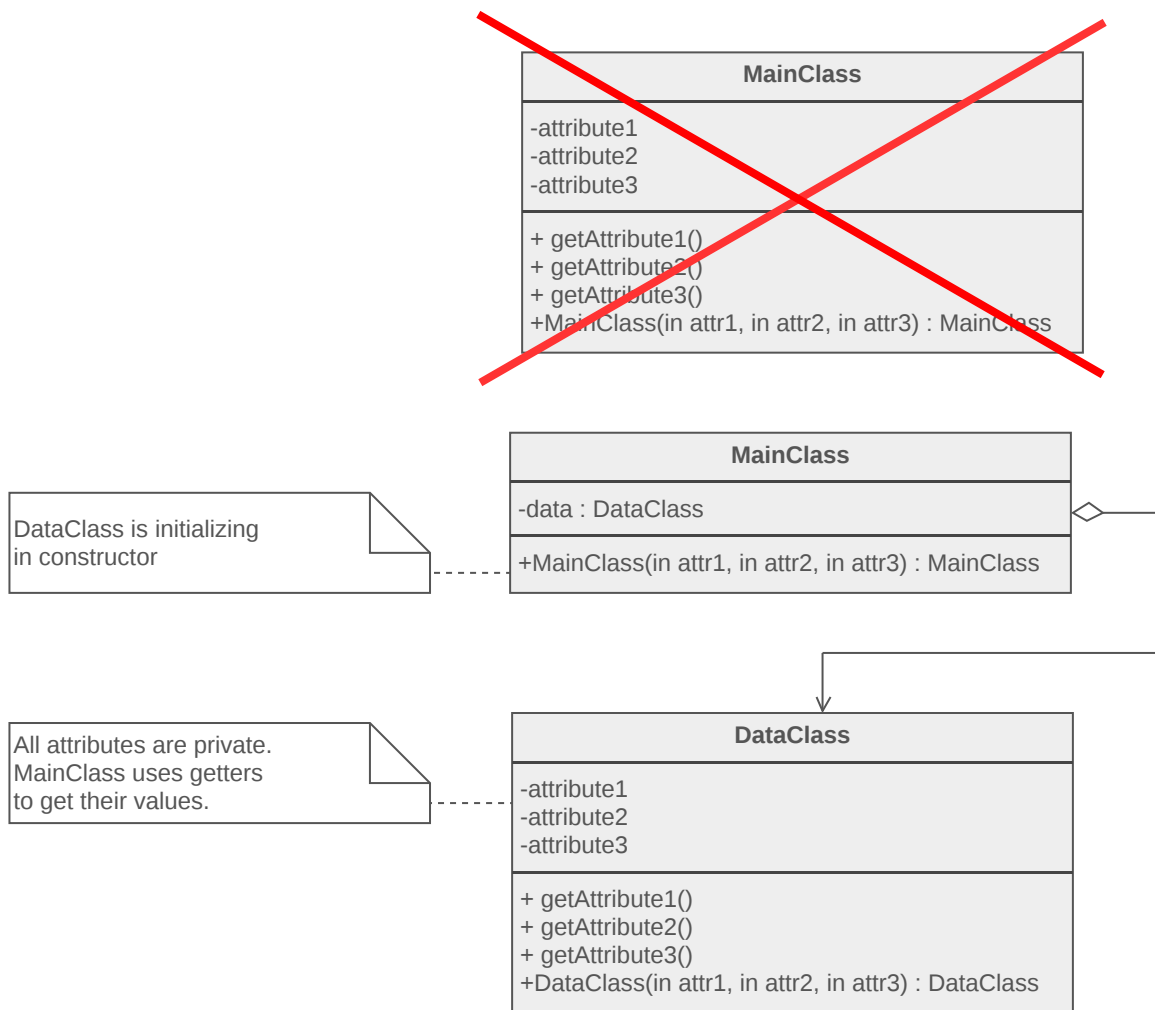 MainClass
-attribute1
-attribute2
-attribute3
+ getAttribute1()
+ getAttribute2()
+ getAttribute3()
+MainClass(in attr1, in attr2, in attr3) : MainClass
MainClass
-data : DataClass
+MainClass(in attr1, in attr2, in attr3) : MainClass
DataClass is initializing
in constructor
DataClass
-attribute1
-attribute2
-attribute3
+ getAttribute1()
+ getAttribute2()
+ getAttribute3()
+DataClass(in attr1, in attr2, in attr3) : DataClass
All attributes are private.
MainClass uses getters
to get their values.